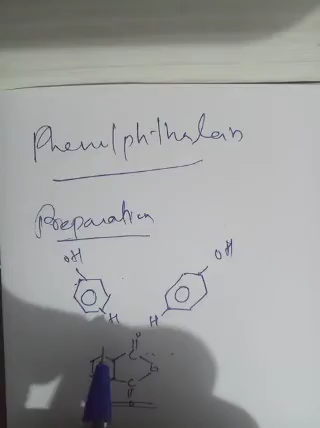 Phenolphthalein
Preparation
OH OH
H H
O
C
O
C
O